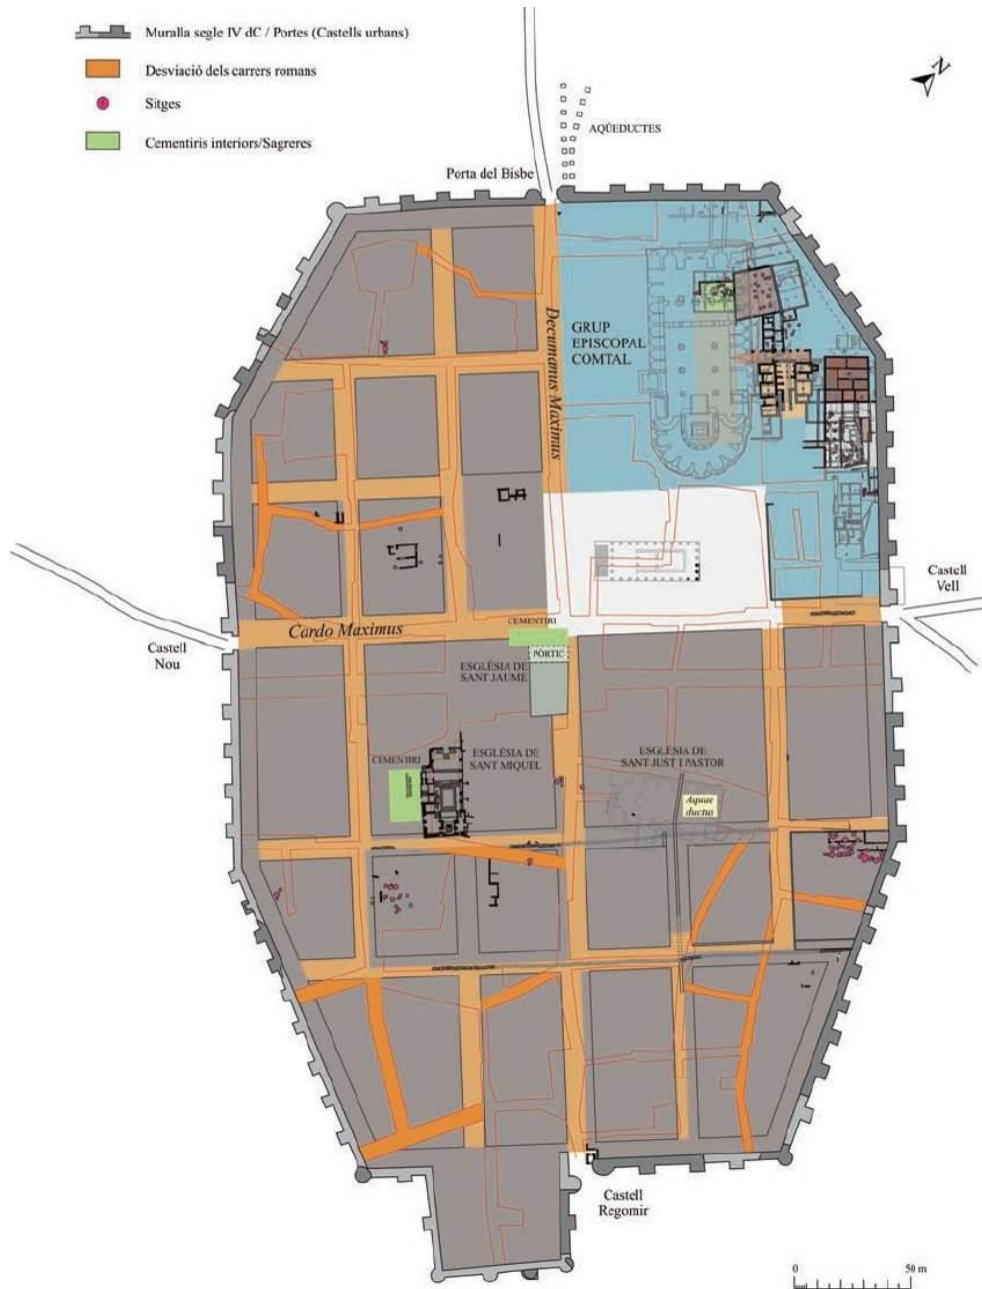 Muralla segle IV dC / Portes (Castells urbans)
Desviació dels carrers romans
Sitges
Cementiris interiors/Sagreres
N
AQÜEDUCTES
Porta del Bisbe
GRUP
EPISCOPAL
COMTAL
Decumanus Maximus
Castell
Vell
Cardo Maximus
CEMENTIRI
Castell
Nou
PÒRTIC
ESGLÉSIA DE
SANT JAUME
ESGLÉSIA DE
SANT MIQUEL
ESGLÉSIA DE
SANT JUST I PASTOR
CEMENTIRI
Aquae
ductus
Castell
Regomir
0
50 m